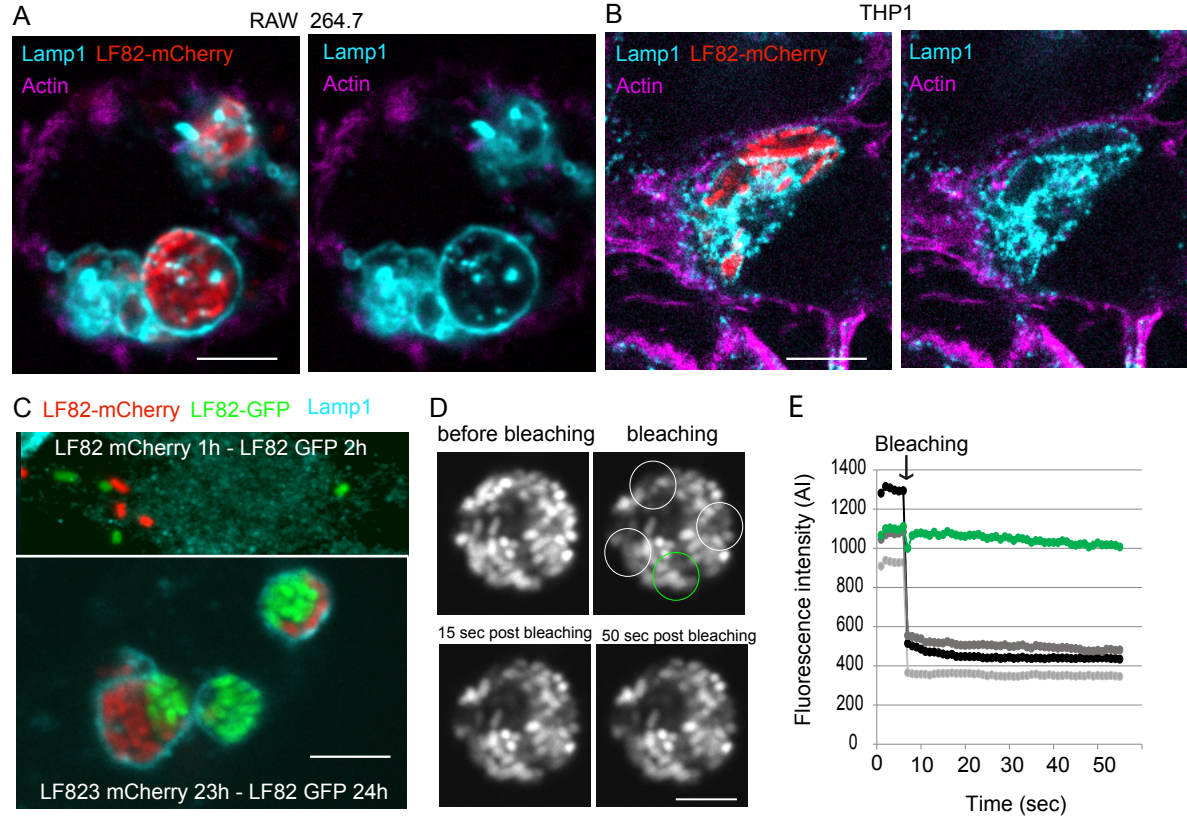 A
RAW 264.7
Lamp1 LF82-mCherry
Actin
Lamp1
Actin
B
THP1
Lamp1 LF82-mCherry
Actin
Lamp1
Actin
C LF82-mCherry LF82-GFP Lamp1
LF82 mCherry 1h - LF82 GFP 2h
LF823 mCherry 23h - LF82 GFP 24h
D
before bleaching
bleaching
15 sec post bleaching
50 sec post bleaching
E
Bleaching
Fluorescence intensity (AI)
1400
1200
1000
800
600
400
200
0
0 10 20 30 40 50
Time (sec)